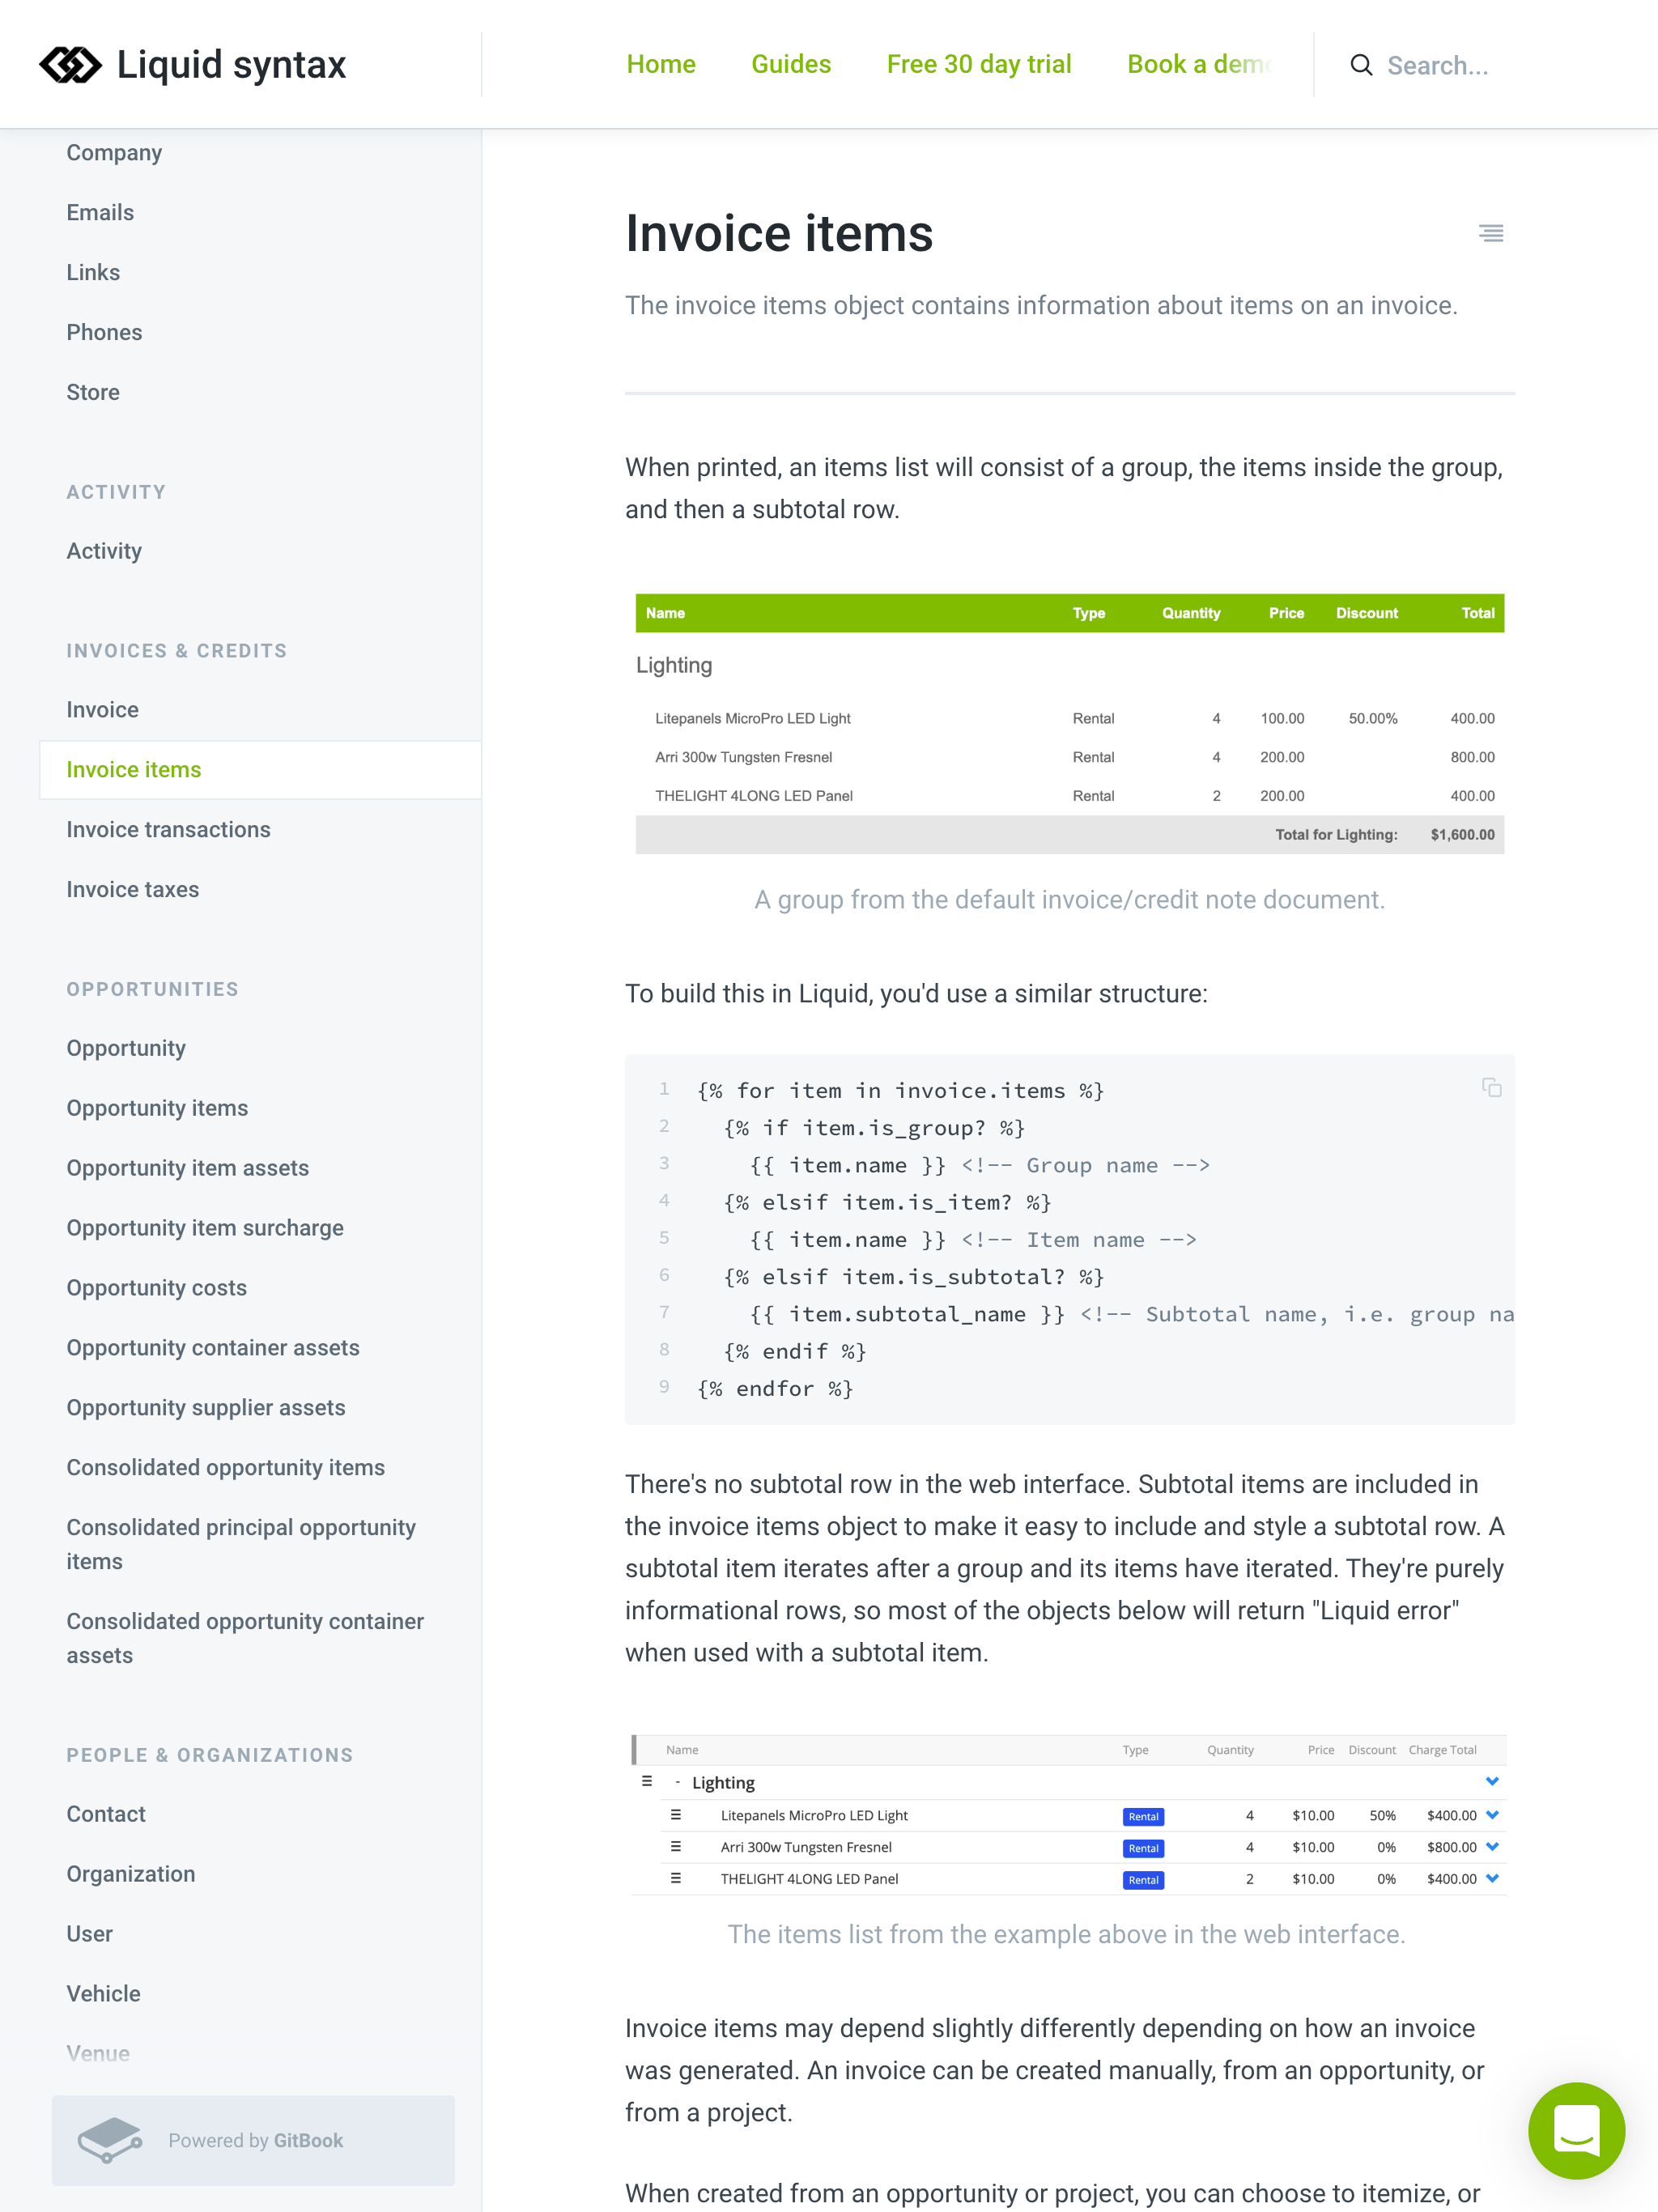 Liquid syntax
Home Guides Free 30 day trial Book a demo
Search...
Company
Emails
Links
Phones
Store
ACTIVITY
Activity
INVOICES & CREDITS
Invoice
Invoice items
Invoice transactions
Invoice taxes
OPPORTUNITIES
Opportunity
Opportunity items
Opportunity item assets
Opportunity item surcharge
Opportunity costs
Opportunity container assets
Opportunity supplier assets
Consolidated opportunity items
Consolidated principal opportunity
items
Consolidated opportunity container
assets
PEOPLE & ORGANIZATIONS
Contact
Organization
User
Vehicle
Venue
Powered by GitBook
Invoice items
The invoice items object contains information about items on an invoice.
When printed, an items list will consist of a group, the items inside the group,
and then a subtotal row.
Name Type Quantity Price Discount Total
Lighting
Litepanels MicroPro LED Light Rental 4 100.00 50.00% 400.00
Arri 300w Tungsten Fresnel Rental 4 200.00 800.00
THELIGHT 4LONG LED Panel Rental 2 200.00 400.00
Total for Lighting: $1,600.00
A group from the default invoice/credit note document.
To build this in Liquid, you'd use a similar structure:
1 {% for item in invoice.items %}
2 {% if item.is_group? %}
3 {{ item.name }} <!-- Group name -->
4 {% elsif item.is_item? %}
5 {{ item.name }} <!-- Item name -->
6 {% elsif item.is_subtotal? %}
7 {{ item.subtotal_name }} <!-- Subtotal name, i.e. group na
8 {% endif %}
9 {% endfor %}
There's no subtotal row in the web interface. Subtotal items are included in
the invoice items object to make it easy to include and style a subtotal row. A
subtotal item iterates after a group and its items have iterated. They're purely
informational rows, so most of the objects below will return "Liquid error"
when used with a subtotal item.
Name Type Quantity Price Discount Charge Total
- Lighting
Litepanels MicroPro LED Light Rental 4 $10.00 50% $400.00
Arri 300w Tungsten Fresnel Rental 4 $10.00 0% $800.00
THELIGHT 4LONG LED Panel Rental 2 $10.00 0% $400.00
The items list from the example above in the web interface.
Invoice items may depend slightly differently depending on how an invoice
was generated. An invoice can be created manually, from an opportunity, or
from a project.
When created from an opportunity or project, you can choose to itemize, or